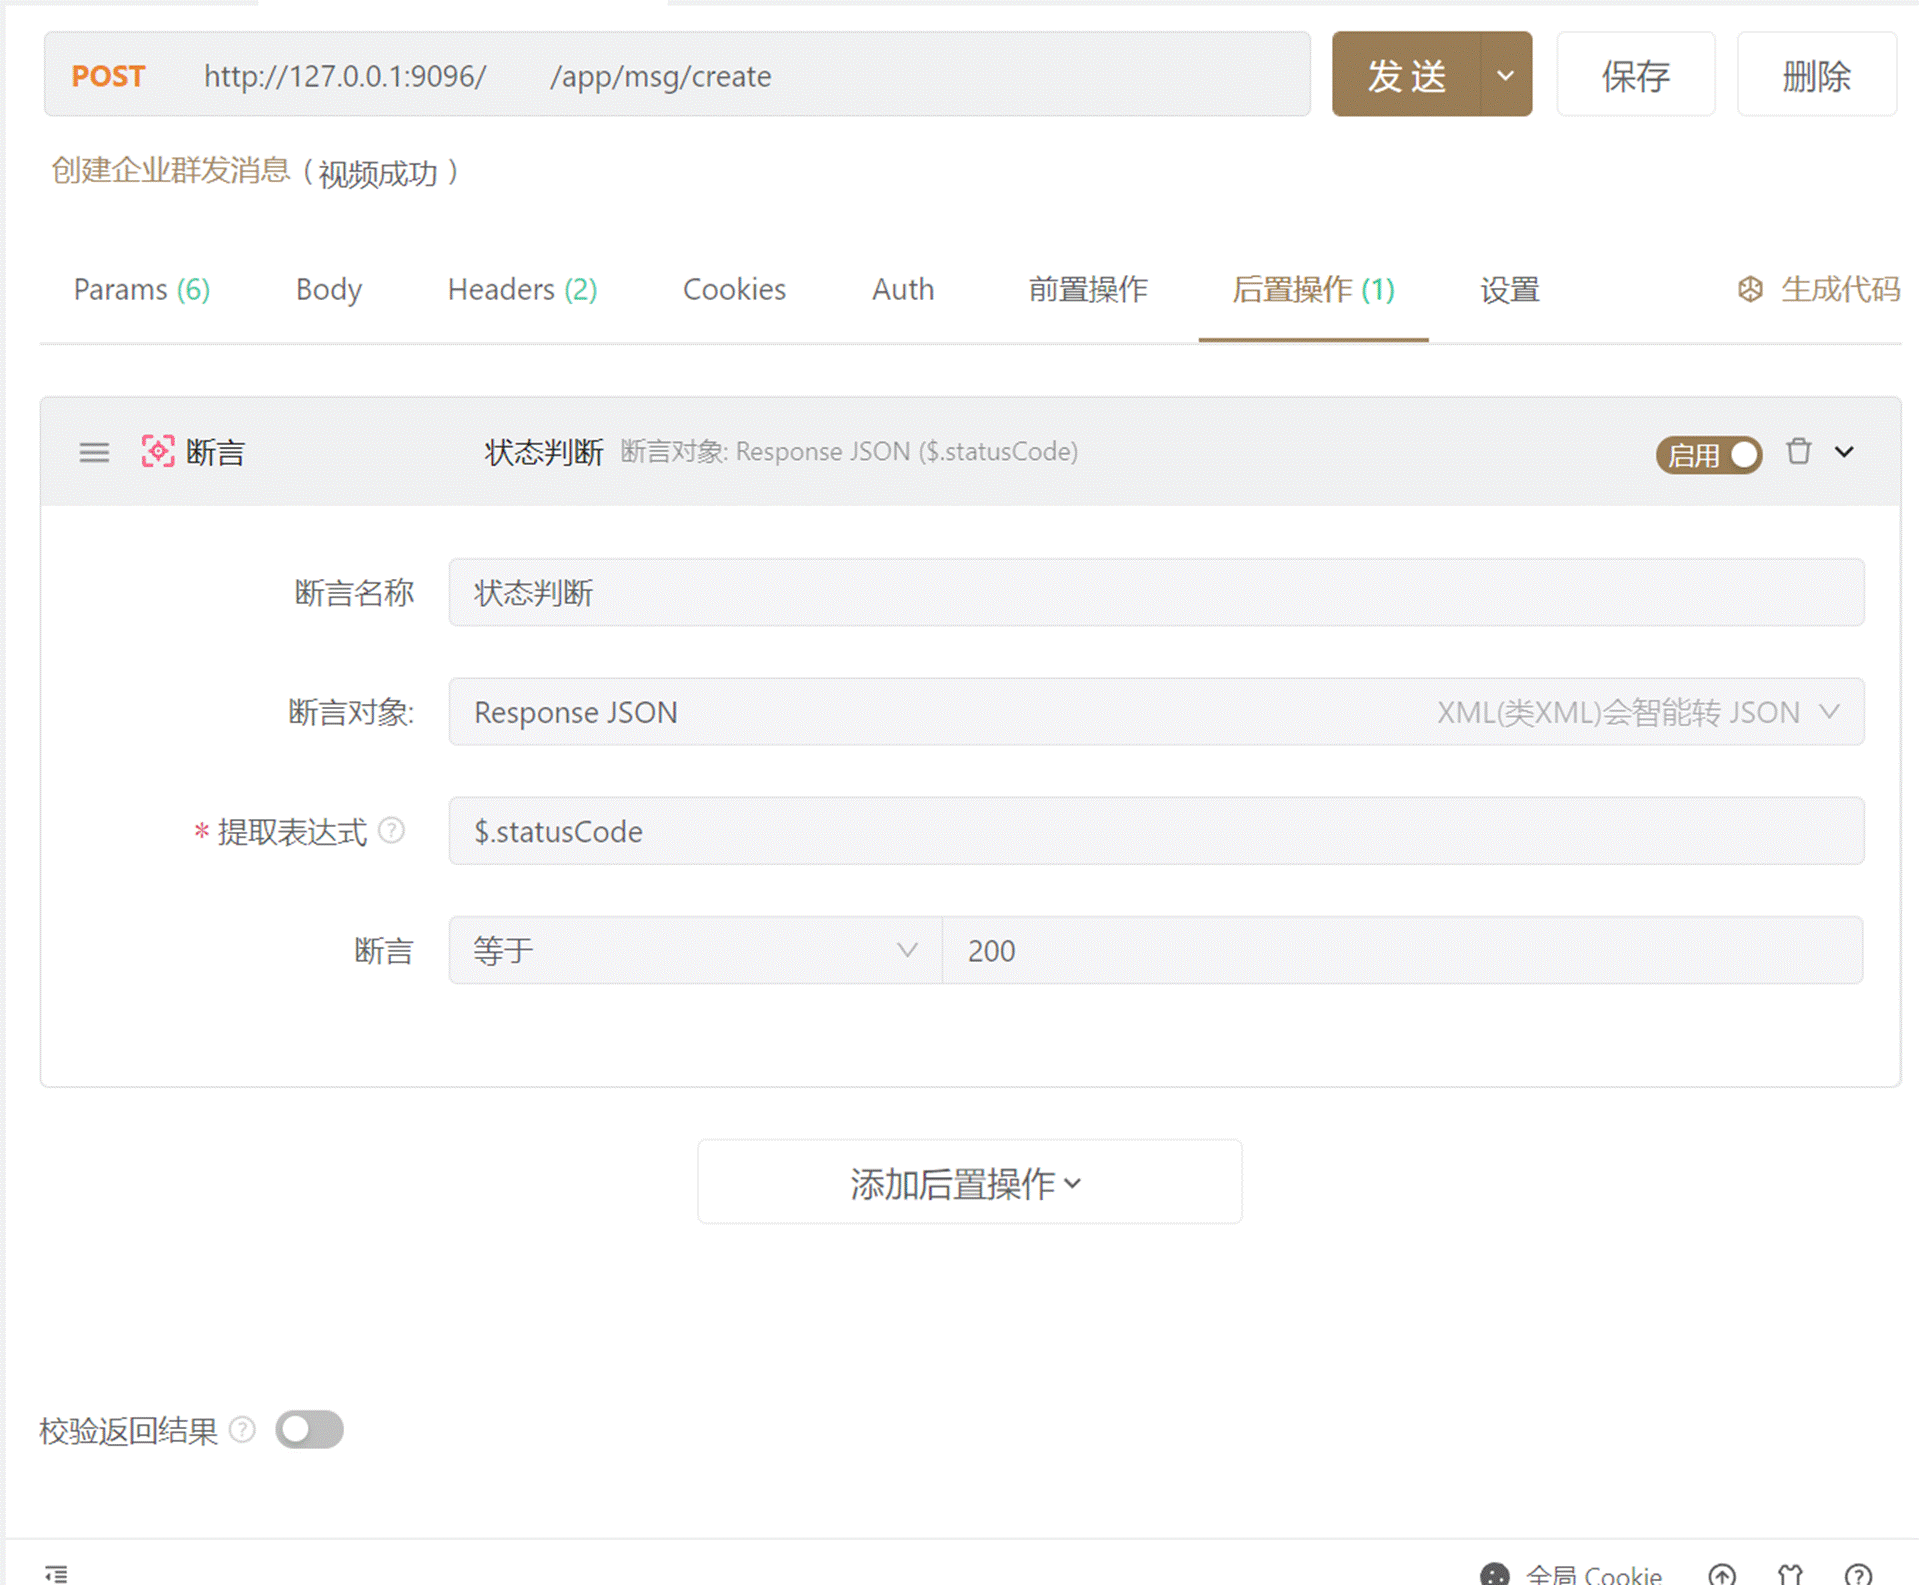 POST http://127.0.0.1:9096/ /app/msg/create 发送 保存 删除
创建企业群发消息（视频成功）
Params (6) Body Headers (2) Cookies Auth 前置操作 后置操作 (1) 设置 生成代码
断言 状态判断 断言对象: Response JSON ($.statusCode) 启用
断言名称 状态判断
断言对象: Response JSON XML(类XML)会智能转 JSON
* 提取表达式 $.statusCode
断言 等于 200
添加后置操作
校验返回结果
全局 Cookie